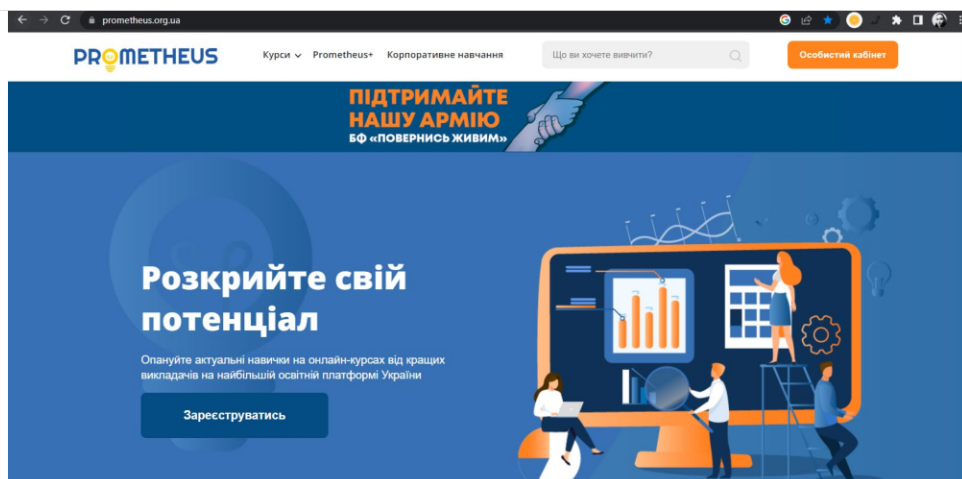 prometheus.org.ua
PROMETHEUS
Курси Prometheus+ Корпоративне навчання Що ви хочете вивчити? Особистий кабінет
ПІДТРИМАЙТЕ
НАШУ АРМІЮ
БФ «ПОВЕРНИСЬ ЖИВИМ»
Розкрийте свій
потенціал
Опануйте актуальні навички на онлайн-курсах від кращих
викладачів на найбільшій освітній платформі України
Зареєструватись